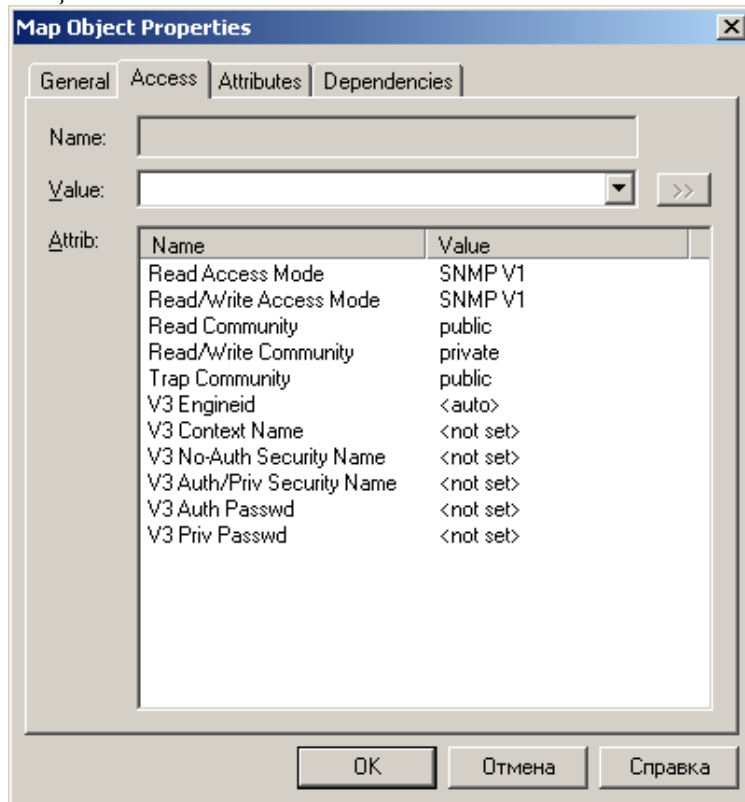 Map Object Properties
General Access Attributes Dependencies
Name:
Value: >>
Attrib: Name Value
Read Access Mode SNMP V1
Read/Write Access Mode SNMP V1
Read Community public
Read/Write Community private
Trap Community public
V3 Engineid <auto>
V3 Context Name <not set>
V3 No-Auth Security Name <not set>
V3 Auth/Priv Security Name <not set>
V3 Auth Passwd <not set>
V3 Priv Passwd <not set>
OK Отмена Справка